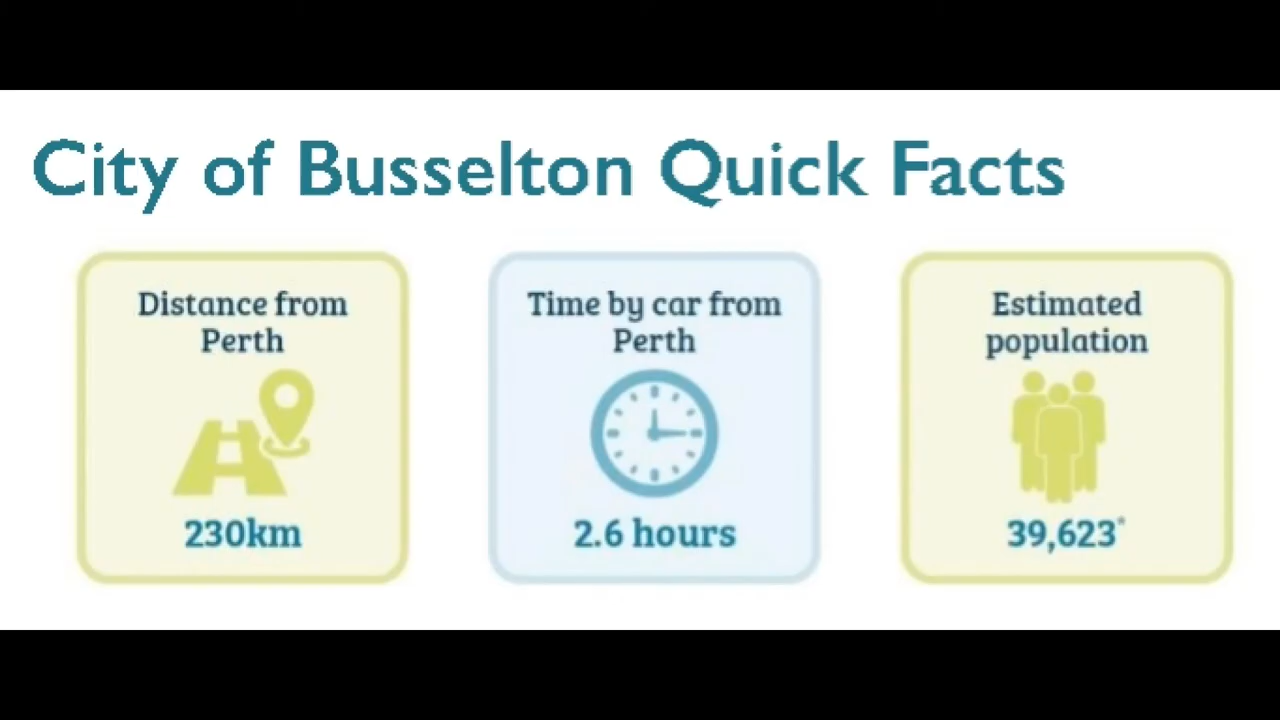 City of Busselton Quick Facts
Distance from
Perth
230km
Time by car from
Perth
2.6 hours
Estimated
population
39,623*